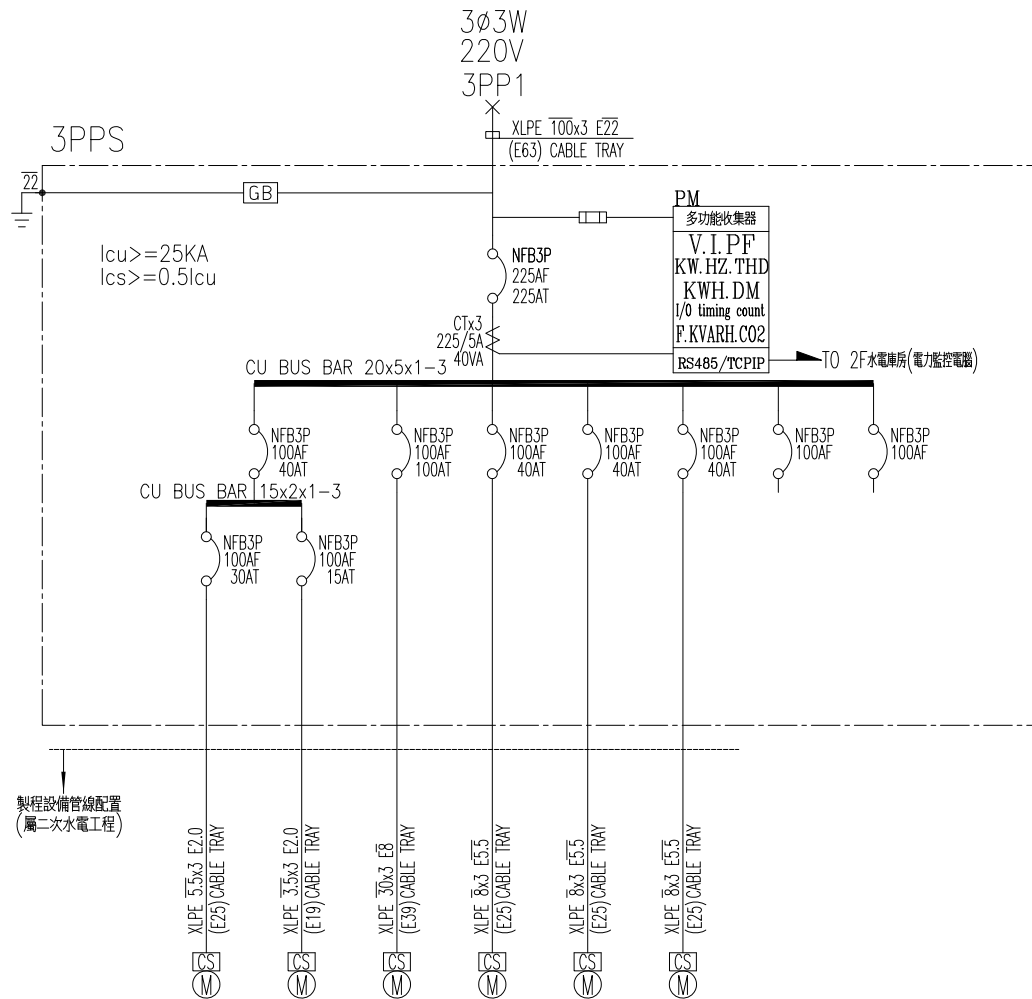 3ø3W
220V
3PP1
XLPE 100x3 E22
(E63) CABLE TRAY
3PPS
22
GB
Icu>=25KA
Ics>=0.5Icu
NFB3P
225AF
225AT
CTx3
225/5A
40VA
PM
多功能收集器
V.I.PF
KW.HZ.THD
KWH.DM
I/O timing count
F.KVARH.CO2
RS485/TCPIP
TO 2F水電庫房(電力監控電腦)
CU BUS BAR 20x5x1-3
NFB3P
100AF
40AT
NFB3P
100AF
100AT
NFB3P
100AF
40AT
NFB3P
100AF
40AT
NFB3P
100AF
40AT
NFB3P
100AF
NFB3P
100AF
CU BUS BAR 15x2x1-3
NFB3P
100AF
30AT
NFB3P
100AF
15AT
製程設備管線配置
(屬二次水電工程)
XLPE 5.5x3 E2.0
(E25)CABLE TRAY
XLPE 3.5x3 E2.0
(E19)CABLE TRAY
XLPE 30x3 E8
(E39)CABLE TRAY
XLPE 8x3 E5.5
(E25)CABLE TRAY
XLPE 8x3 E5.5
(E25)CABLE TRAY
XLPE 8x3 E5.5
(E25)CABLE TRAY
CS CS CS CS CS CS
M M M M M M